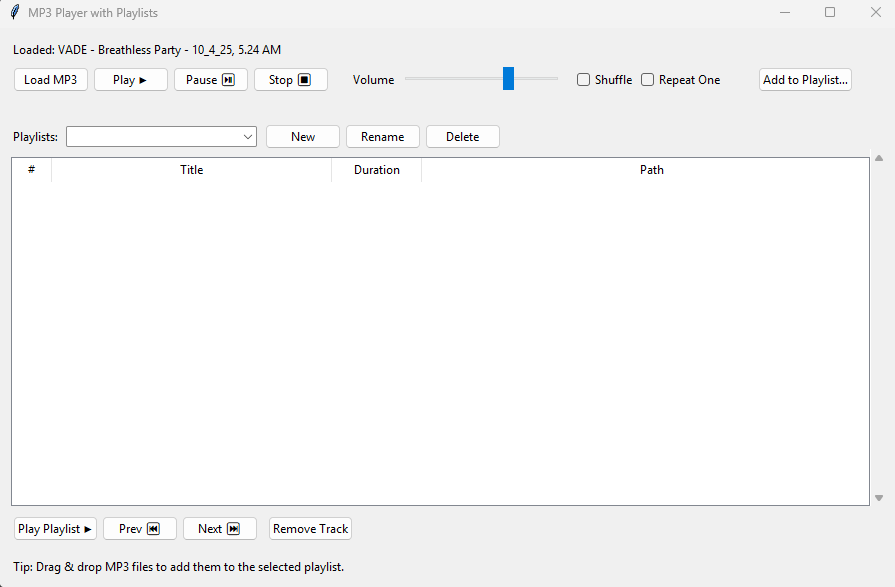 MP3 Player with Playlists
Loaded: VADE - Breathless Party - 10_4_25, 5.24 AM
Load MP3 Play ► Pause ⏯ Stop ⏹ Volume Shuffle Repeat One Add to Playlist...
Playlists: New Rename Delete
# Title Duration Path
Play Playlist ► Prev ⏮ Next ⏭ Remove Track
Tip: Drag & drop MP3 files to add them to the selected playlist.